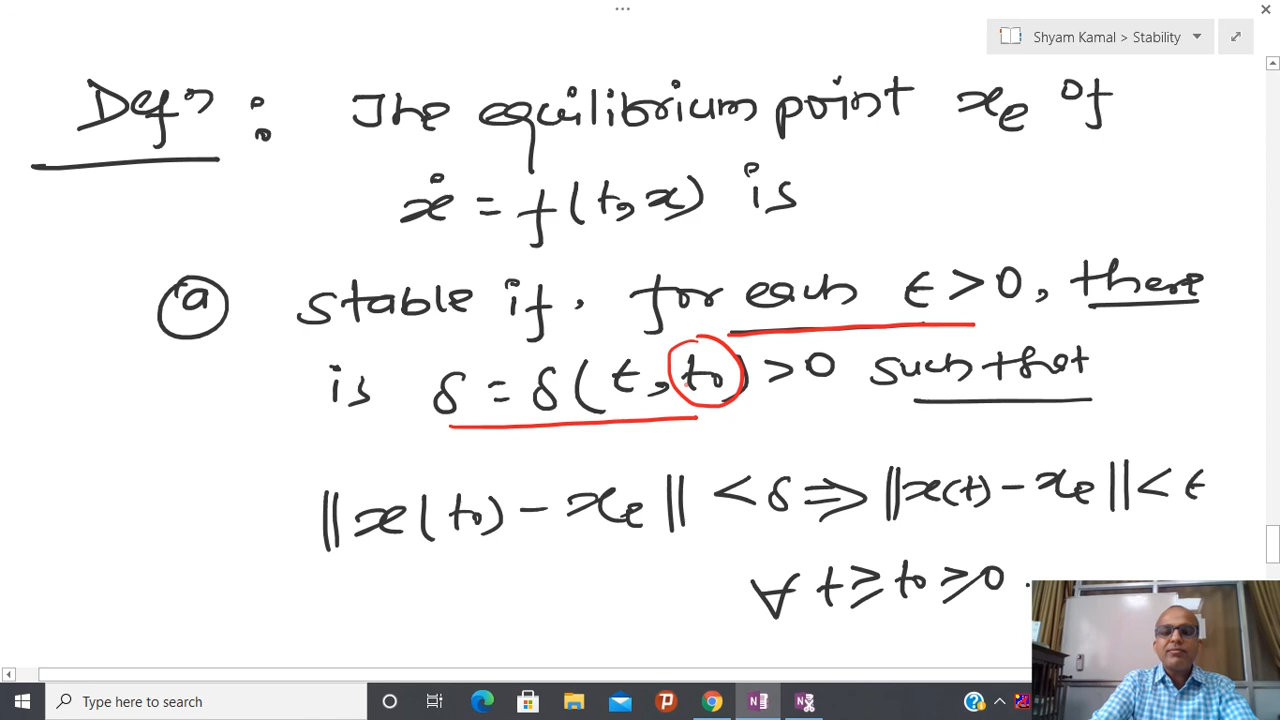 ...
Shyam Kamal > Stability
Defn : The equilibrium point xₑ of
ẋ = f(t, x) is
(a) stable if, for each ϵ > 0, there
is δ = δ(ϵ, t₀) > 0 such that
||x(t₀) - xₑ|| < δ ⇒ ||x(t) - xₑ|| < ϵ
∀ t ≥ t₀ ≥ 0.
Type here to search